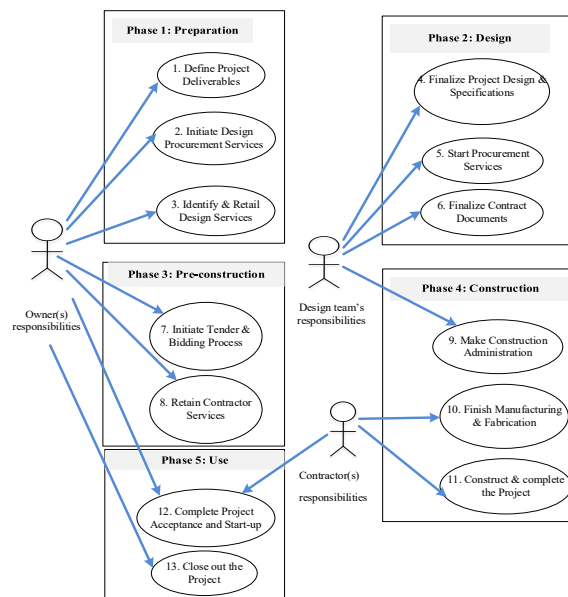 Phase 1: Preparation
1. Define Project
Deliverables
2. Initiate Design
Procurement Services
3. Identify & Retail
Design Services
Phase 2: Design
4. Finalize Project Design &
Specifications
5. Start Procurement
Services
6. Finalize Contract
Documents
Owner(s)
responsibilities
Design team's
responsibilities
Phase 3: Pre-construction
7. Initiate Tender &
Bidding Process
8. Retain Contractor
Services
Phase 4: Construction
9. Make Construction
Administration
10. Finish Manufacturing
& Fabrication
11. Construct & complete
the Project
Contractor(s)
responsibilities
Phase 5: Use
12. Complete Project
Acceptance and Start-up
13. Close out the
Project